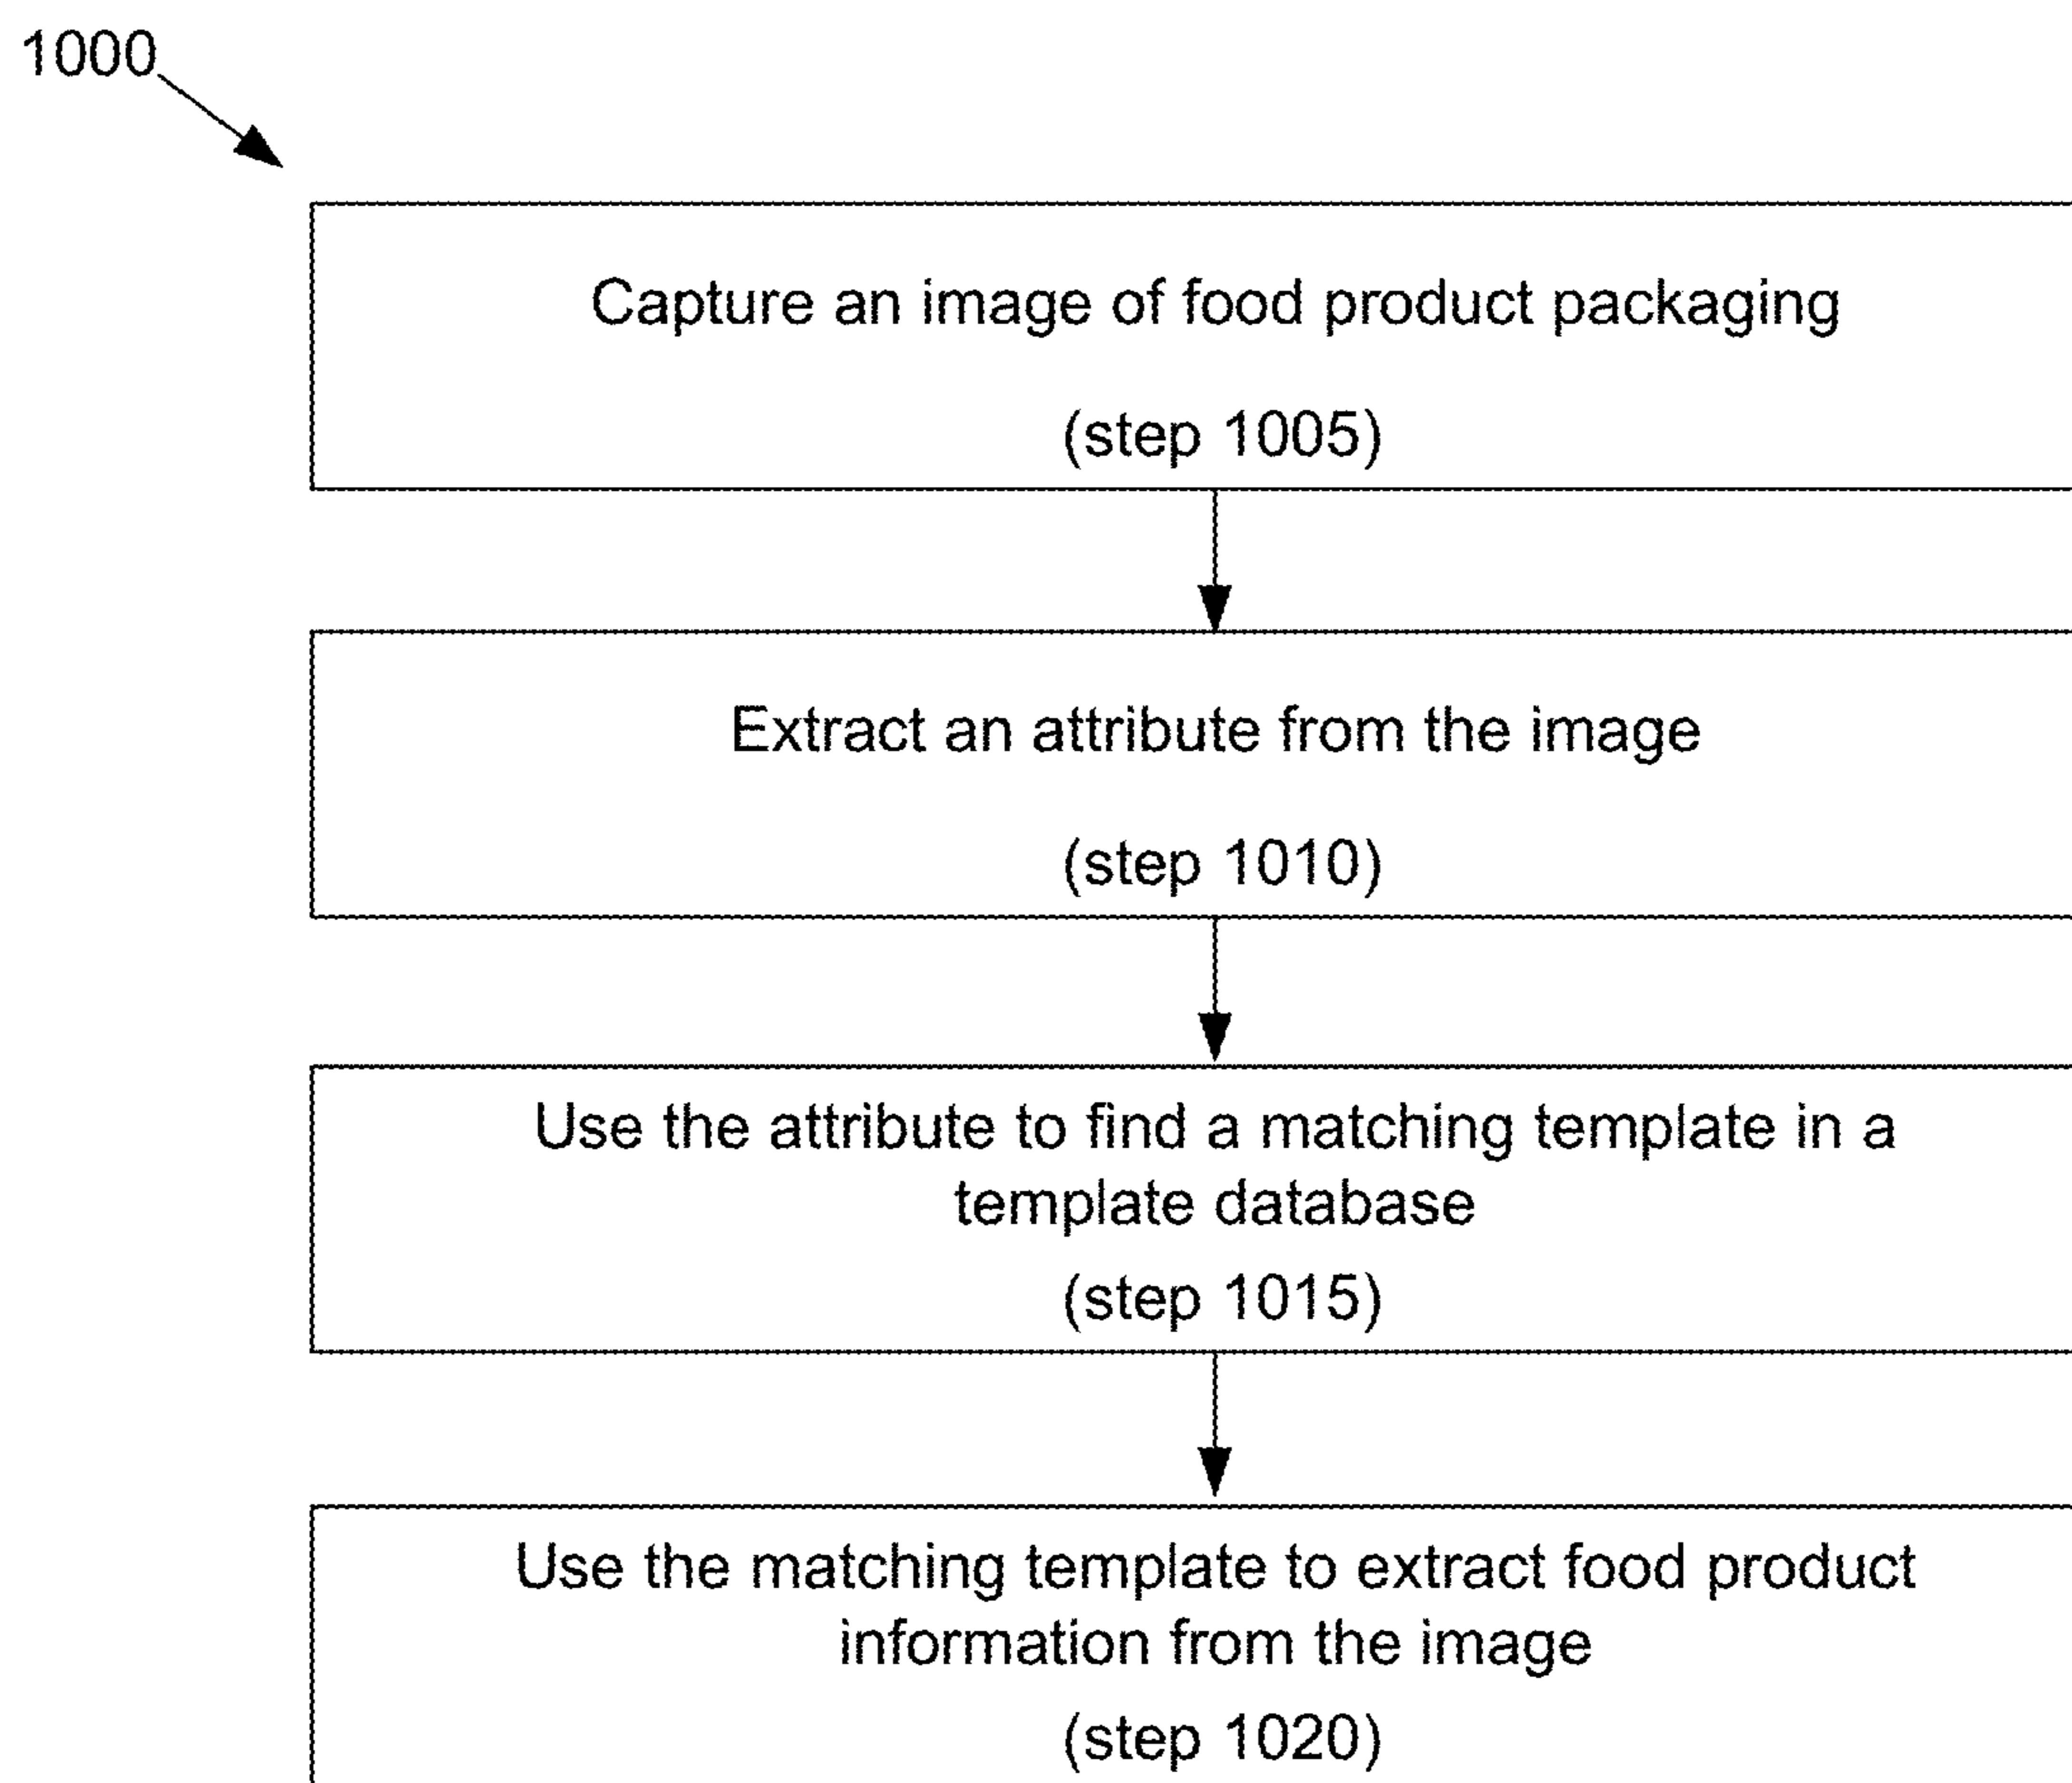 1000
Capture an image of food product packaging
(step 1005)
Extract an attribute from the image
(step 1010)
Use the attribute to find a matching template in a
template database
(step 1015)
Use the matching template to extract food product
information from the image
(step 1020)